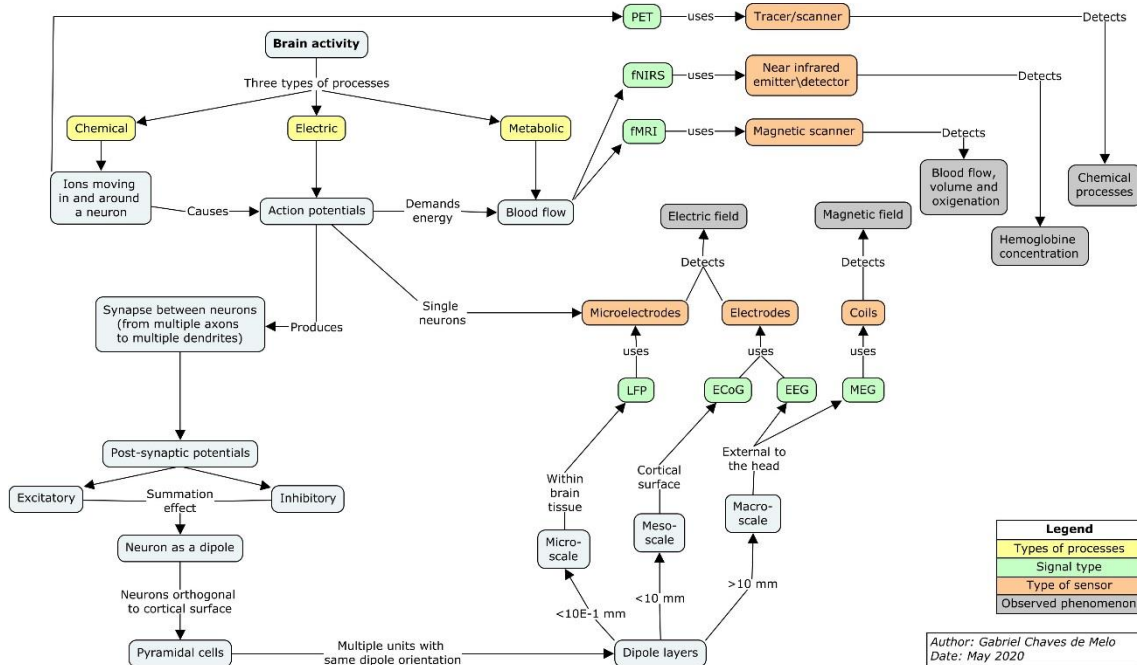 PET
uses
Tracer/scanner
Detects
Brain activity
Three types of processes
fNIRS
uses
Near infrared
emitter\detector
Detects
Chemical
Electric
Metabolic
fMRI
uses
Magnetic scanner
Detects
Ions moving
in and around
a neuron
Causes
Action potentials
Demands
energy
Blood flow
Blood flow,
volume and
oxigenation
Chemical
processes
Electric field
Magnetic field
Hemoglobine
concentration
Detects
Detects
Synapse between neurons
(from multiple axons
to multiple dendrites)
Produces
Single
neurons
Microelectrodes
Electrodes
Coils
uses
uses
uses
LFP
ECoG
EEG
MEG
Post-synaptic potentials
Excitatory
Summation
effect
Inhibitory
Within
brain
tissue
Cortical
surface
External to
the head
Neuron as a dipole
Micro-
scale
Meso-
scale
Macro-
scale
Neurons orthogonal
to cortical surface
<10E-1 mm
<10 mm
>10 mm
Pyramidal cells
Multiple units with
same dipole orientation
Dipole layers
Legend
Types of processes
Signal type
Type of sensor
Observed phenomenon
Author: Gabriel Chaves de Melo
Date: May 2020